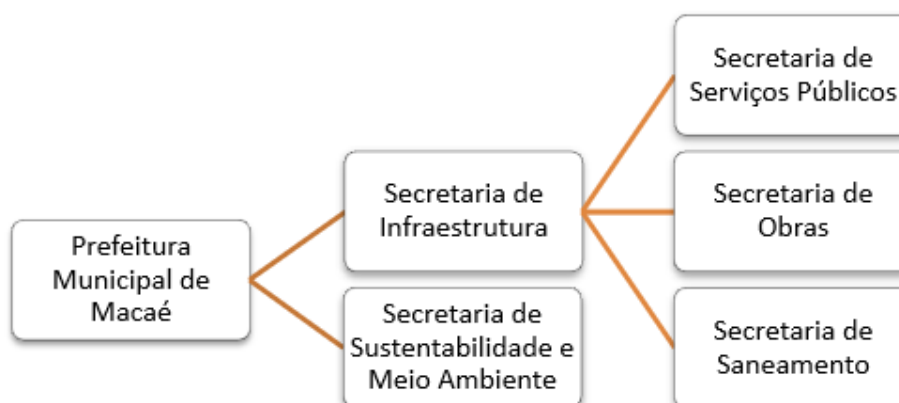 Prefeitura
Municipal de
Macaé
Secretaria de
Infraestrutura
Secretaria de
Sustentabilidade e
Meio Ambiente
Secretaria de
Serviços Públicos
Secretaria de
Obras
Secretaria de
Saneamento